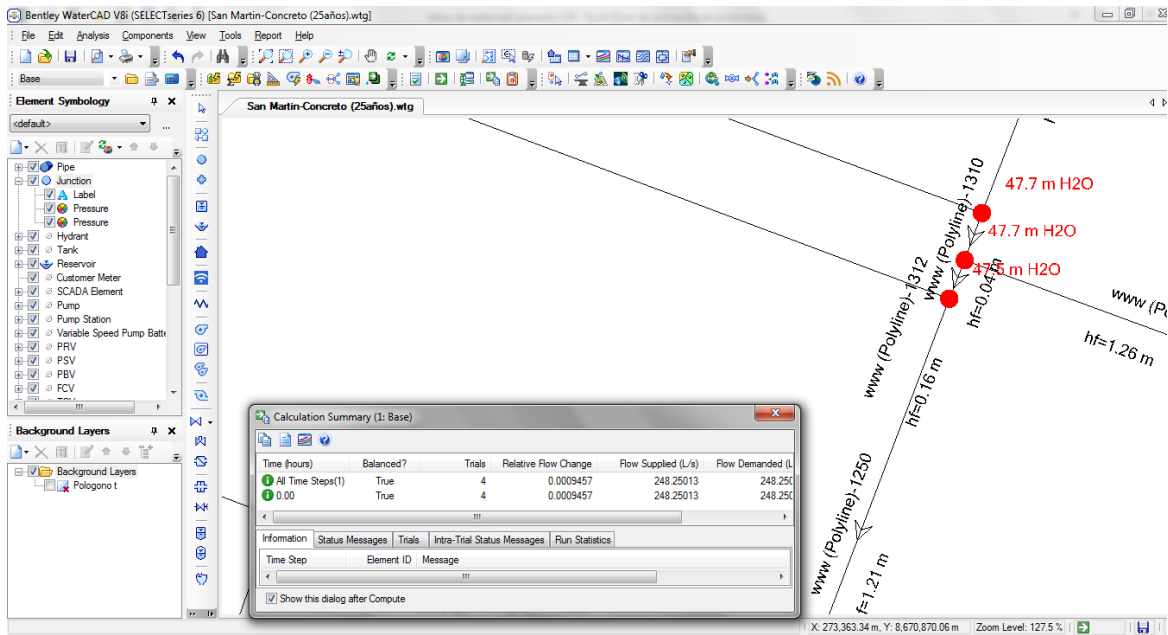 Bentley WaterCAD V8i (SELECTseries 6) [San Martin-Concreto (25años).wtg]
File Edit Analysis Components View Tools Report Help
Base
Element Symbology
<default>
Pipe
Junction
Label
Pressure
Pressure
Hydrant
Tank
Reservoir
Customer Meter
SCADA Element
Pump
Pump Station
Variable Speed Pump Batte
PRV
PSV
PBV
FCV
Background Layers
Background Layers
Pologono t
San Martin-Concreto (25años).wtg
47.7 m H2O
47.7 m H2O
47.5 m H2O
www (Polyline)-1310
www (Polyline)-1312
hf=0.04 m
www (Po
hf=1.26 m
hf=0.16 m
www (Polyline)-1250
hf=1.21 m
Calculation Summary (1: Base)
Time (hours) Balanced? Trials Relative Flow Change Flow Supplied (L/s) Flow Demanded (L
All Time Steps(1) True 4 0.0009457 248.25013 248.250
0.00 True 4 0.0009457 248.25013 248.250
Information Status Messages Trials Intra-Trial Status Messages Run Statistics
Time Step Element ID Message
Show this dialog after Compute
X: 273,363.34 m, Y: 8,670,870.06 m Zoom Level: 127.5 %